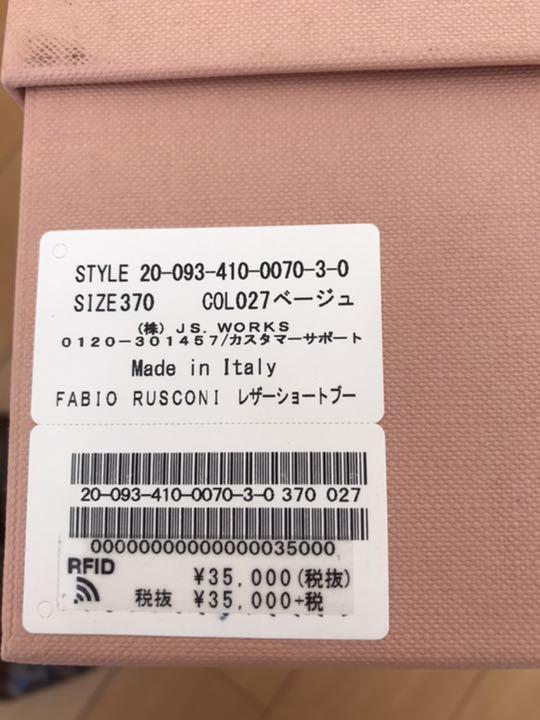 STYLE 20-093-410-0070-3-0
SIZE370 COL027ベージュ
(株) JS. WORKS
0120-301457/カスタマーサポート
Made in Italy
FABIO RUSCONI レザーショートブー
20-093-410-0070-3-0 370 027
000000000000000035000
RFID
¥35,000(税抜)
税抜 ¥35,000+税